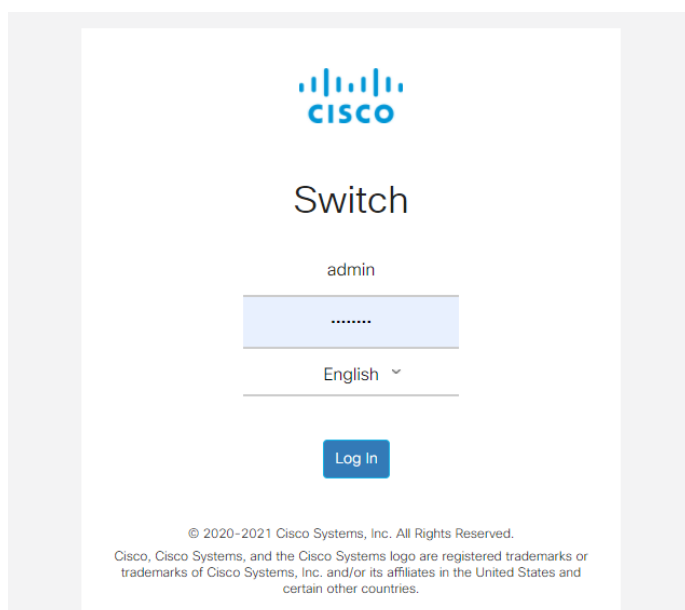 CISCO
Switch
admin
........
English
Log In
© 2020-2021 Cisco Systems, Inc. All Rights Reserved.
Cisco, Cisco Systems, and the Cisco Systems logo are registered trademarks or
trademarks of Cisco Systems, Inc. and/or its affiliates in the United States and
certain other countries.